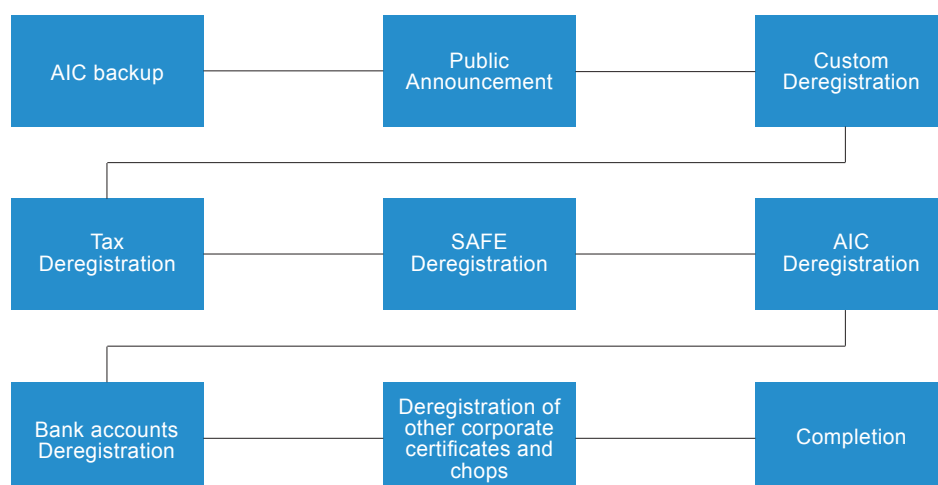 AIC backup
Public
Announcement
Custom
Deregistration
Tax
Deregistration
SAFE
Deregistration
AIC
Deregistration
Bank accounts
Deregistration
Deregistration of
other corporate
certificates and
chops
Completion